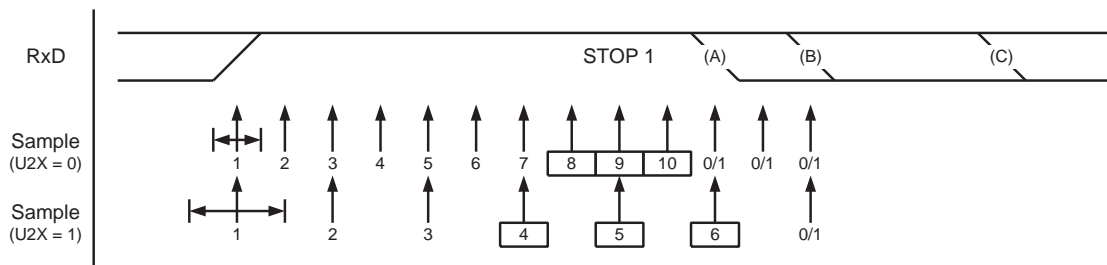 RxD STOP 1 (A) (B) (C)
Sample
(U2X = 0) 1 2 3 4 5 6 7 8 9 10 0/1 0/1 0/1
Sample
(U2X = 1) 1 2 3 4 5 6 0/1